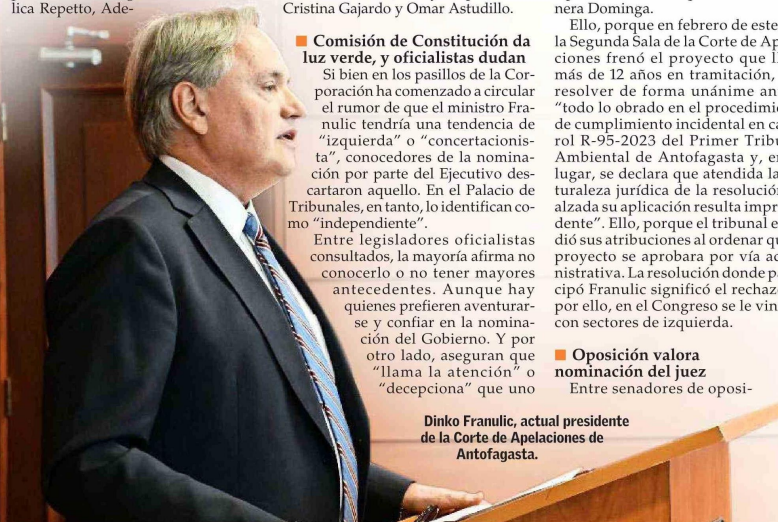 lica Repetto, Ade-
Cristina Gajardo y Omar Astudillo.
■ Comisión de Constitución da
luz verde, y oficialistas dudan
Si bien en los pasillos de la Cor-
poración ha comenzado a circular
el rumor de que el ministro Fra-
nulic tendría una tendencia de
“izquierda” o “concertacionis-
ta”, conocedores de la nomina-
ción por parte del Ejecutivo des-
cartaron aquello. En el Palacio de
Tribunales, en tanto, lo identifican co-
mo “independiente”.
Entre legisladores oficialistas
consultados, la mayoría afirma no
conocerlo o no tener mayores
antecedentes. Aunque hay
quienes prefieren aventurar-
se y confiar en la nomina-
ción del Gobierno. Y por
otro lado, aseguran que
“llama la atención” o
“decepciona” que uno
nera Dominga.
Ello, porque en febrero de este
la Segunda Sala de la Corte de Ap
ciones frenó el proyecto que ll
más de 12 años en tramitación,
resolver de forma unánime an
“todo lo obrado en el procedimie
de cumplimiento incidental en ca
rol R-95-2023 del Primer Tribu
Ambiental de Antofagasta y, en
lugar, se declara que atendida la
turaleza jurídica de la resolución
alzada su aplicación resulta impr
dente”. Ello, porque el tribunal e
dió sus atribuciones al ordenar qu
proyecto se aprobara por vía ad
nistrativa. La resolución donde pa
cipó Franulic significó el rechaz
por ello, en el Congreso se le vin
con sectores de izquierda.
■ Oposición valora
nominación del juez
Entre senadores de oposi-
Dinko Franulic, actual presidente
de la Corte de Apelaciones de
Antofagasta.